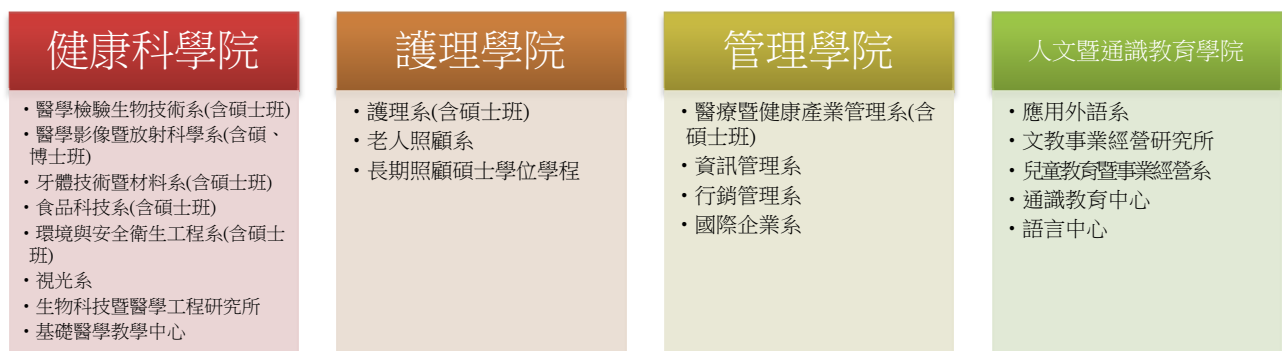 健康科學院
・醫學檢驗生物技術系(含碩士班)
・醫學影像暨放射科學系(含碩、
博士班)
・牙體技術暨材料系(含碩士班)
・食品科技系(含碩士班)
・環境與安全衛生工程系(含碩士
班)
・視光系
・生物科技暨醫學工程研究所
・基礎醫學教學中心
護理學院
・護理系(含碩士班)
・老人照顧系
・長期照顧碩士學位學程
管理學院
・醫療暨健康產業管理系(含
碩士班)
・資訊管理系
・行銷管理系
・國際企業系
人文暨通識教育學院
・應用外語系
・文教事業經營研究所
・兒童教育暨事業經營系
・通識教育中心
・語言中心